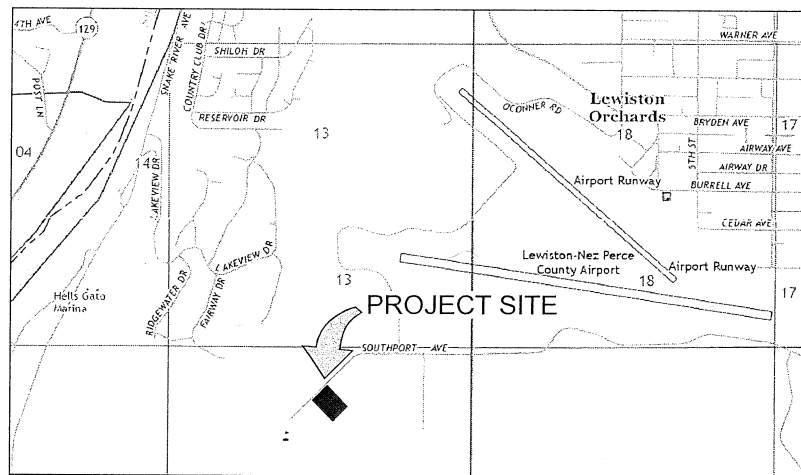 4TH AVE
129
SNAKE RIVER AVE
COUNTRY CLUB DR
SHILOH DR
WARNER AVE
POST LN
RESERVOIR DR
13
OCONNER RD
Lewiston
Orchards
18
BRYDEN AVE
17
5TH ST
04
14
AIRWAY AVE
AIRWAY DR
Airport Runway
BURRELL AVE
LAKEVIEW DR
CEDAR AVE
LAKEVIEW DR
Lewiston-Nez Perce
County Airport
Airport Runway
13
18
17
Hells Gate
Marina
RIDGEWATER DR
FAIRWAY DR
PROJECT SITE
SOUTHPORT AVE